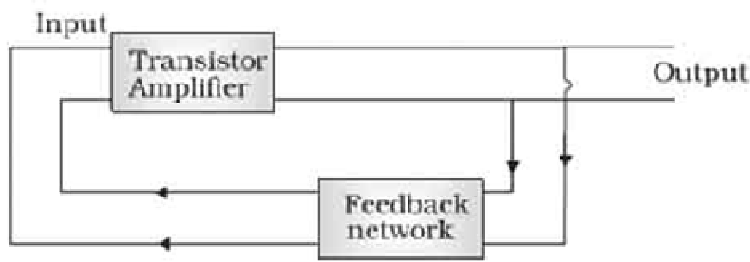 Input
Transistor
Amplifier
Output
Feedback
network